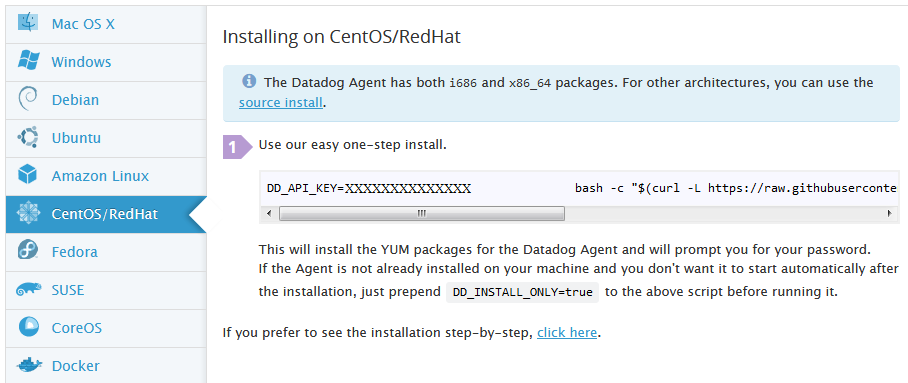 Mac OS X
Windows
Debian
Ubuntu
Amazon Linux
CentOS/RedHat
Fedora
SUSE
CoreOS
Docker
Installing on CentOS/RedHat
The Datadog Agent has both i686 and x86_64 packages. For other architectures, you can use the
source install.
1 Use our easy one-step install.
DD_API_KEY=XXXXXXXXXXXXXX bash -c "$(curl -L https://raw.githubuserconte
This will install the YUM packages for the Datadog Agent and will prompt you for your password.
If the Agent is not already installed on your machine and you don't want it to start automatically after
the installation, just prepend DD_INSTALL_ONLY=true to the above script before running it.
If you prefer to see the installation step-by-step, click here.